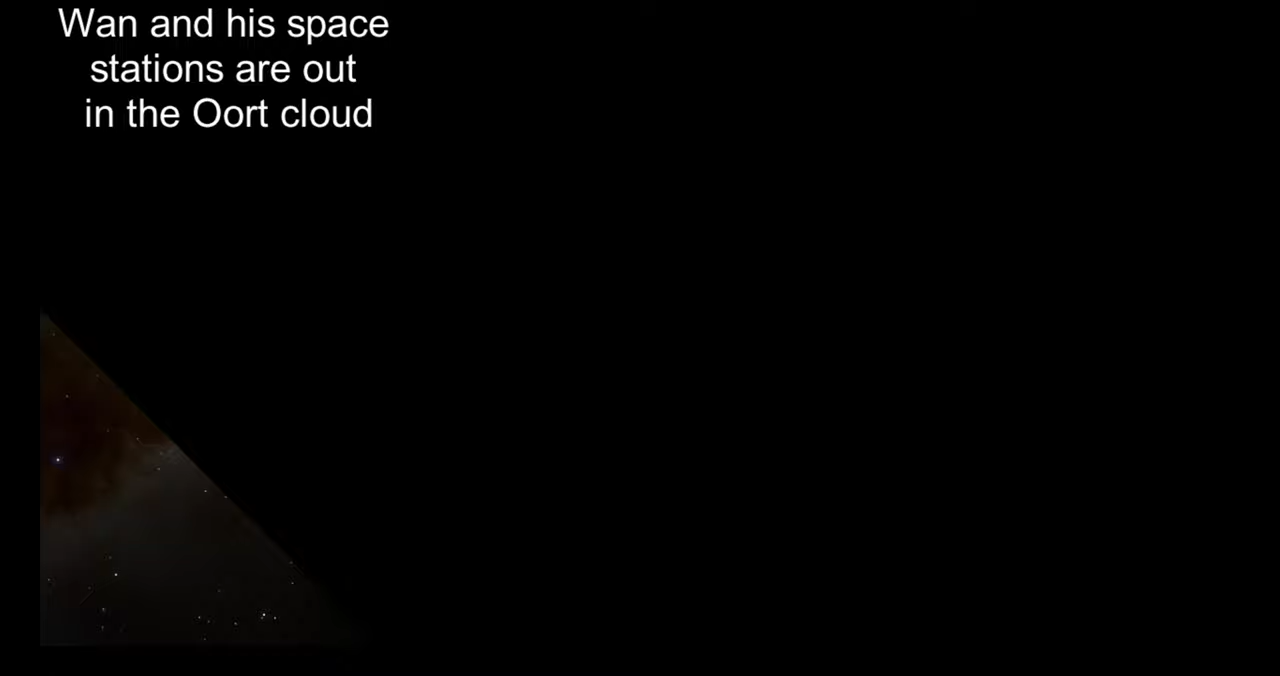 Wan and his space
stations are out
in the Oort cloud